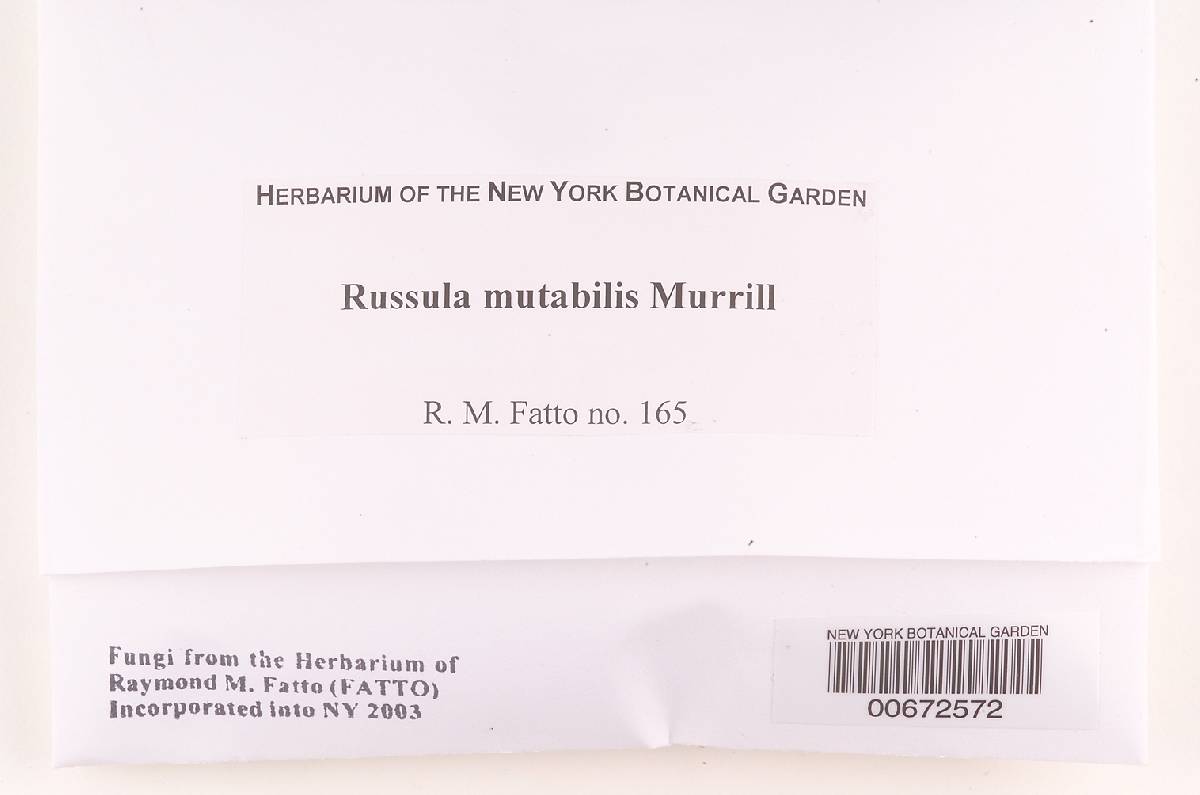 HERBARIUM OF THE NEW YORK BOTANICAL GARDEN
Russula mutabilis Murrill
R. M. Fatto no. 165
Fungi from the Herbarium of
Raymond M. Fatto (FATTO)
Incorporated into NY 2003
NEW YORK BOTANICAL GARDEN
00672572